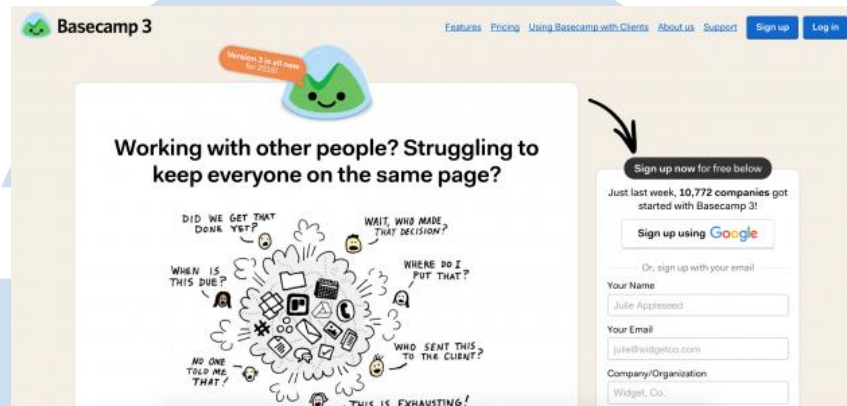 Basecamp 3
Features Pricing Using Basecamp with Clients About us Support Sign up Log in
Version 3 is all new
for 2018!
Working with other people? Struggling to
keep everyone on the same page?
DID WE GET THAT
DONE YET?
WAIT, WHO MADE
THAT DECISION?
WHEN IS
THIS DUE?
WHERE DO I
PUT THAT?
NO ONE
TOLD ME
THAT!
WHO SENT THIS
TO THE CLIENT?
THIS IS EXHAUSTING!
Sign up now for free below
Just last week, 10,772 companies got
started with Basecamp 3!
Sign up using Google
Or, sign up with your email
Your Name
Julie Appleseed
Your Email
julie@widgetco.com
Company/Organization
Widget, Co.